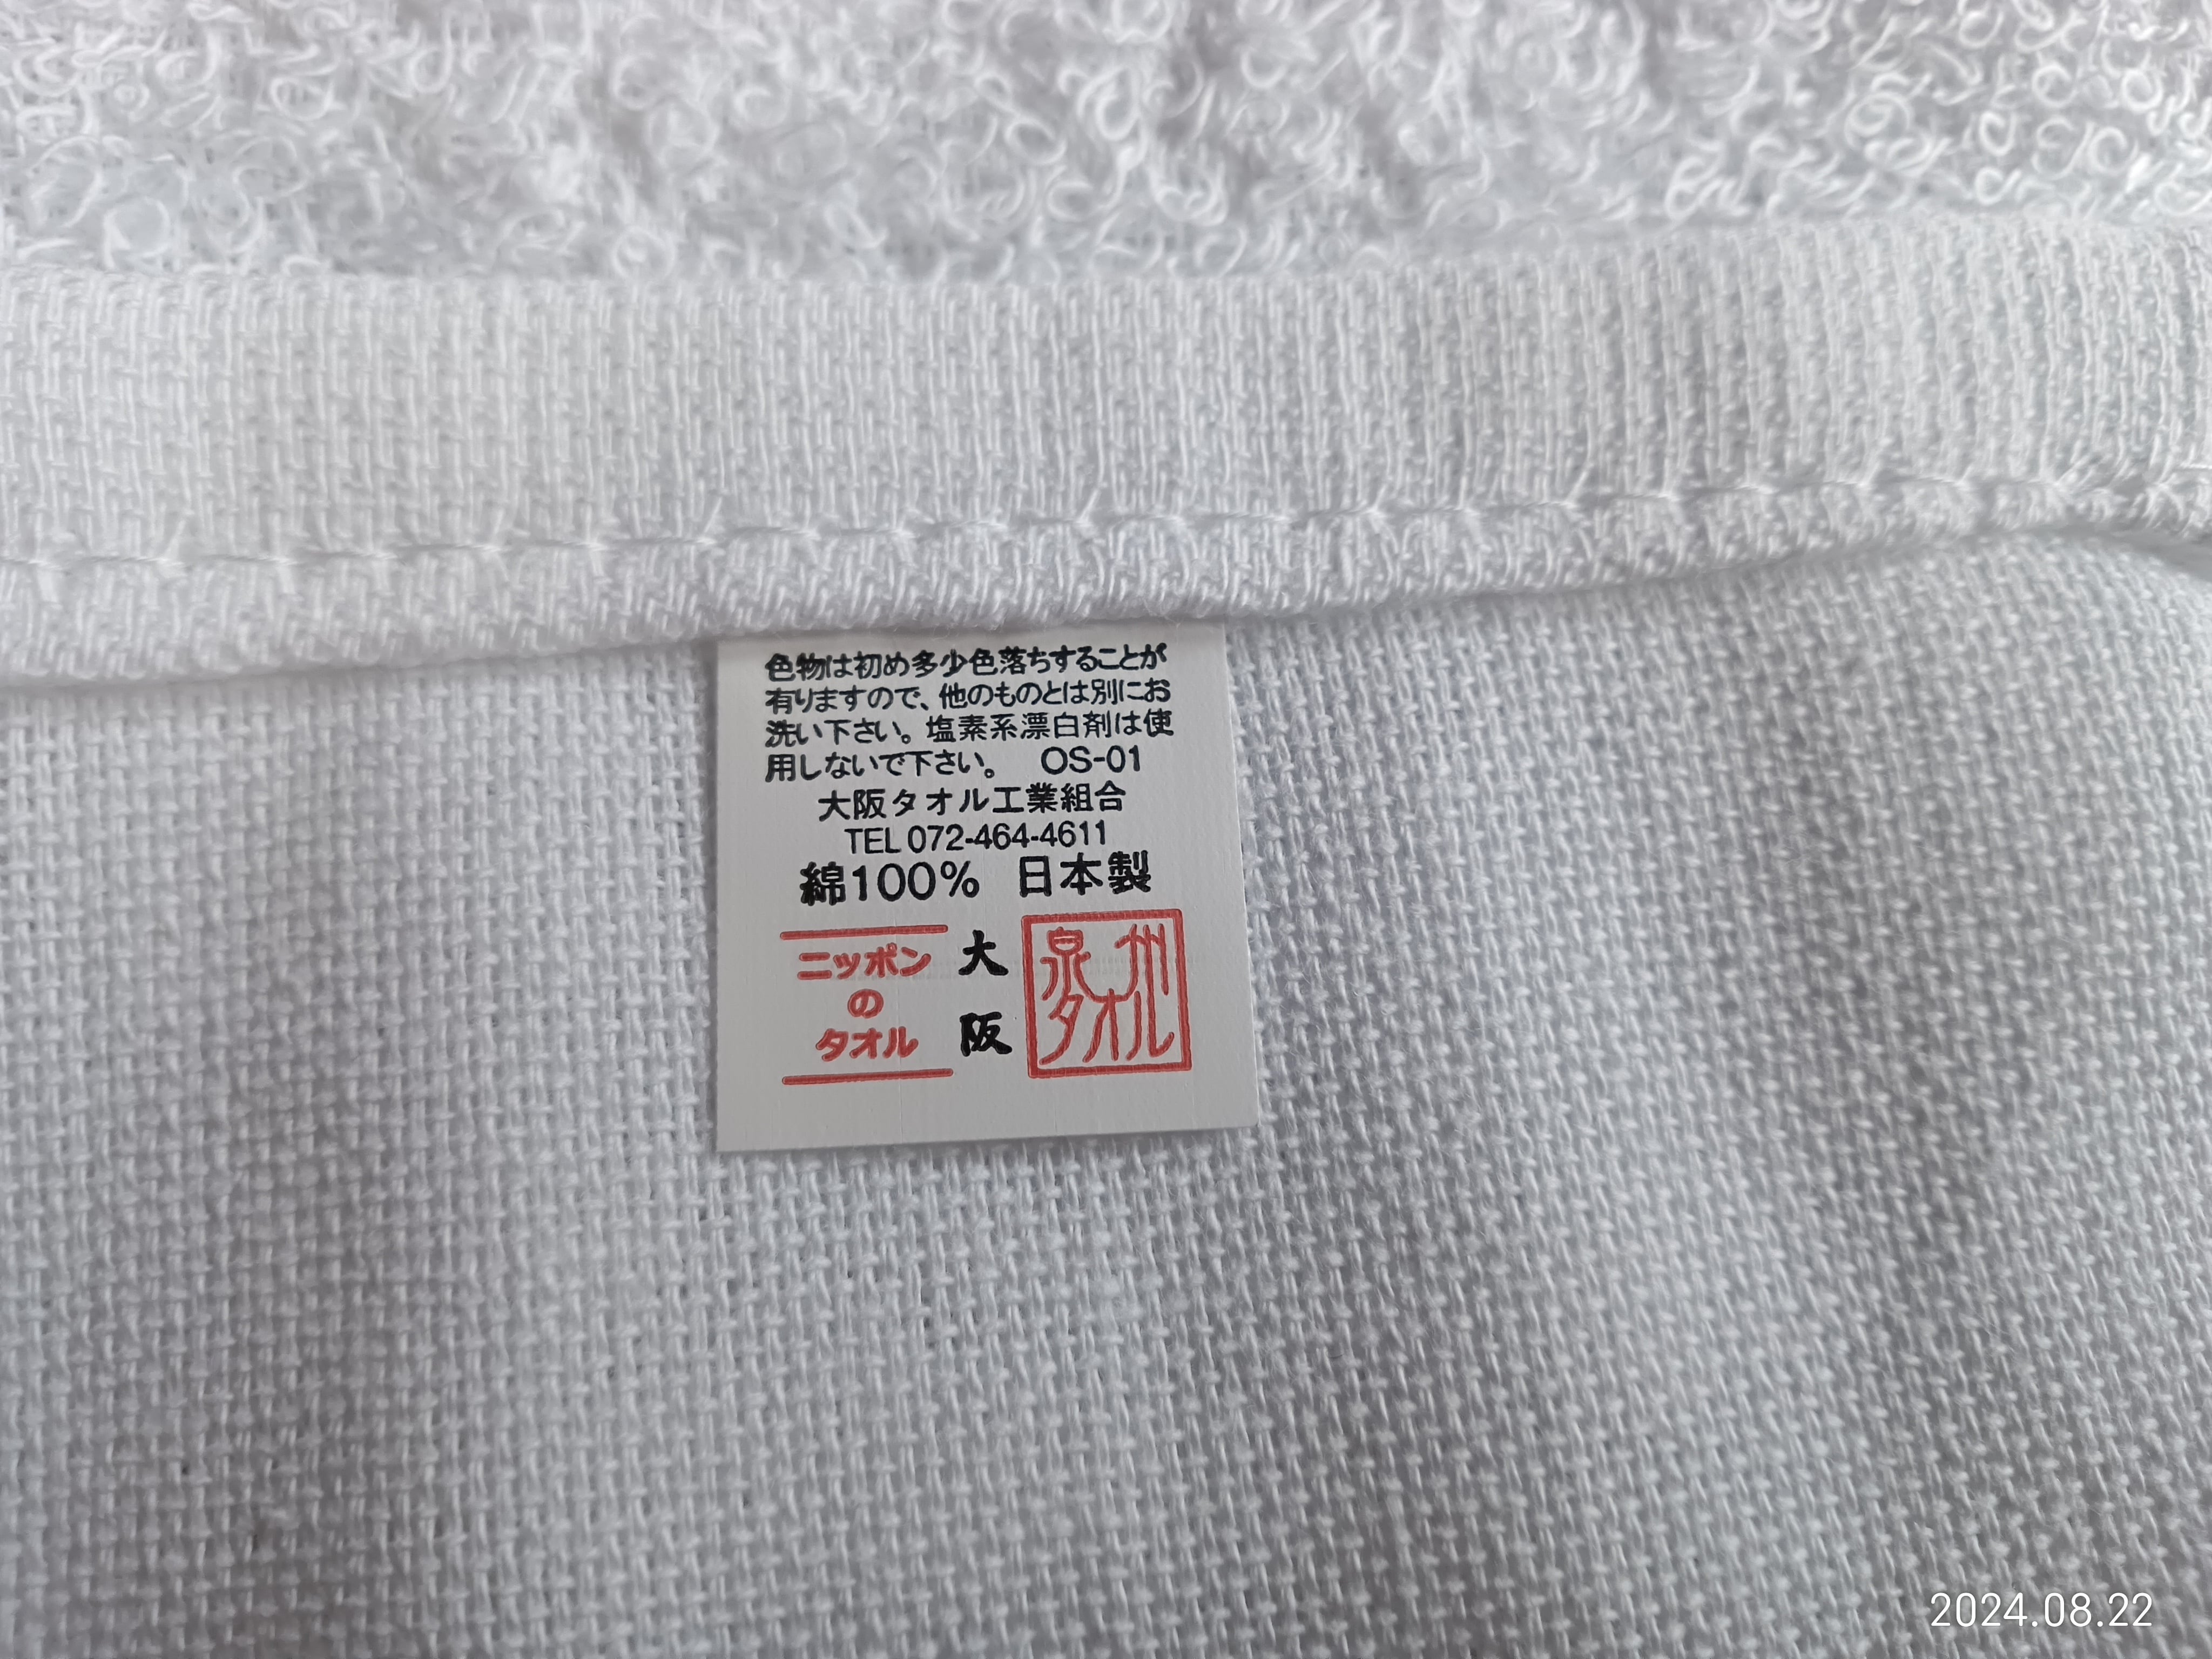 色物は初め多少色落ちすることが
有りますので、他のものとは別にお
洗い下さい。塩素系漂白剤は使
用しないで下さい。 OS-01
大阪タオル工業組合
TEL 072-464-4611
綿100% 日本製
ニッポン
の
タオル
大
阪
泉州
タオル
2024.08.22